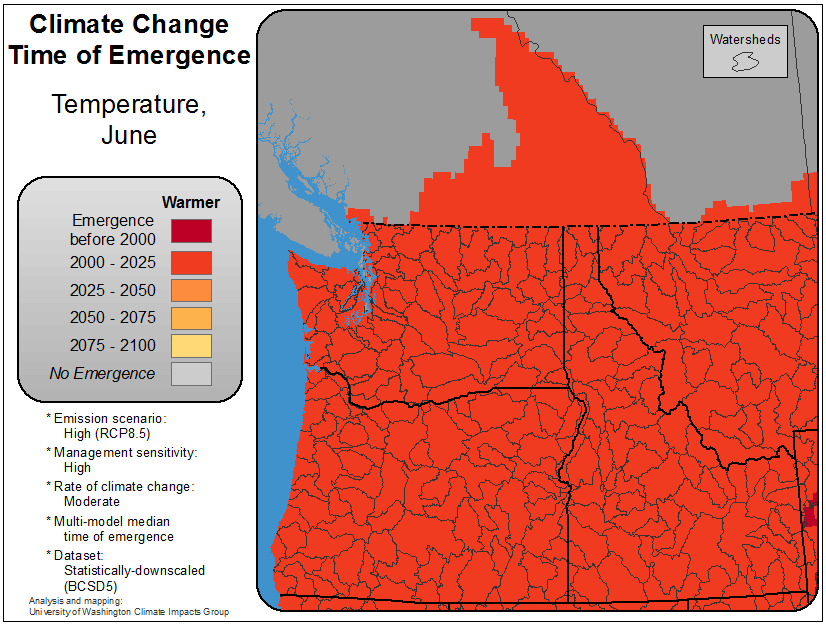 Climate Change
Time of Emergence
Temperature,
June
Warmer
Emergence
before 2000
2000 - 2025
2025 - 2050
2050 - 2075
2075 - 2100
No Emergence
* Emission scenario:
High (RCP8.5)
* Management sensitivity:
High
* Rate of climate change:
Moderate
* Multi-model median
time of emergence
* Dataset:
Statistically-downscaled
(BCSD5)
Analysis and mapping:
University of Washington Climate Impacts Group
Watersheds